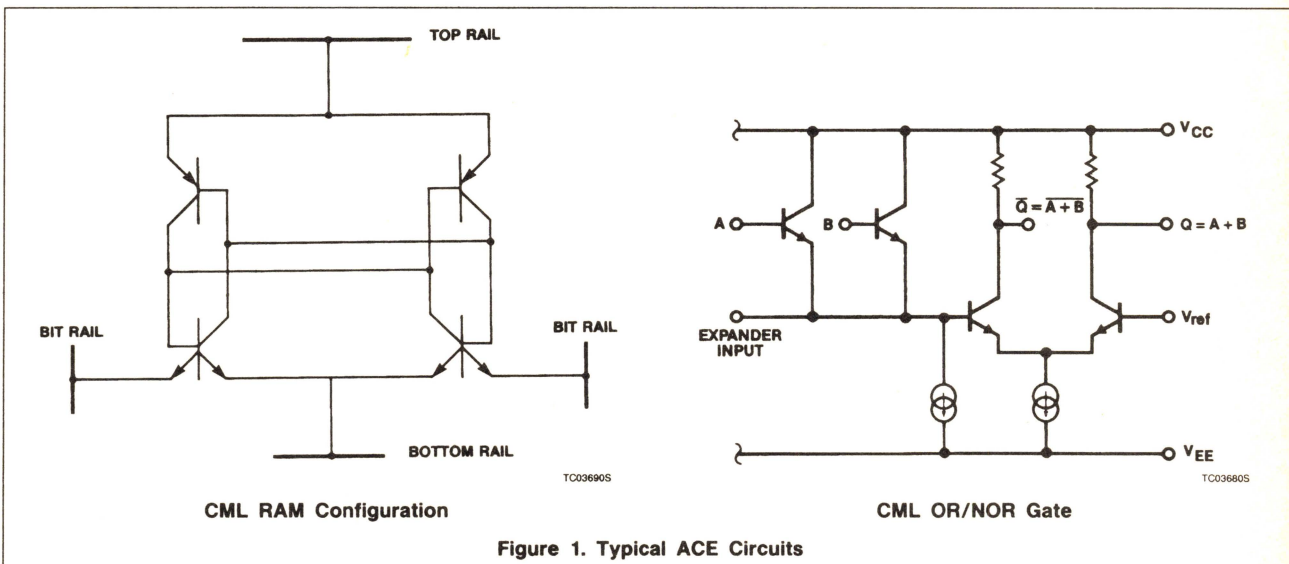 TOP RAIL
BIT RAIL
BIT RAIL
BOTTOM RAIL
TC03690S
CML RAM Configuration
V_CC
A
B
Q̅ = A + B̅
Q = A + B
EXPANDER
INPUT
V_ref
V_EE
TC03680S
CML OR/NOR Gate
Figure 1. Typical ACE Circuits